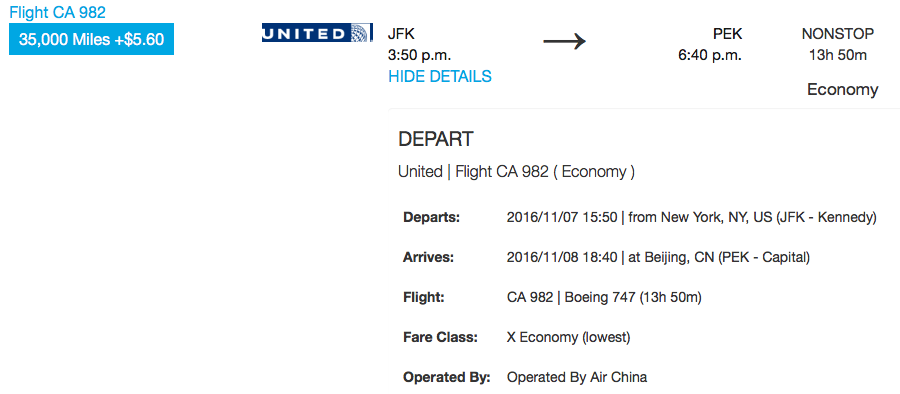 Flight CA 982
35,000 Miles +$5.60
UNITED
JFK
PEK
NONSTOP
3:50 p.m.
6:40 p.m.
13h 50m
HIDE DETAILS
Economy
DEPART
United | Flight CA 982 ( Economy )
Departs: 2016/11/07 15:50 | from New York, NY, US (JFK - Kennedy)
Arrives: 2016/11/08 18:40 | at Beijing, CN (PEK - Capital)
Flight: CA 982 | Boeing 747 (13h 50m)
Fare Class: X Economy (lowest)
Operated By: Operated By Air China